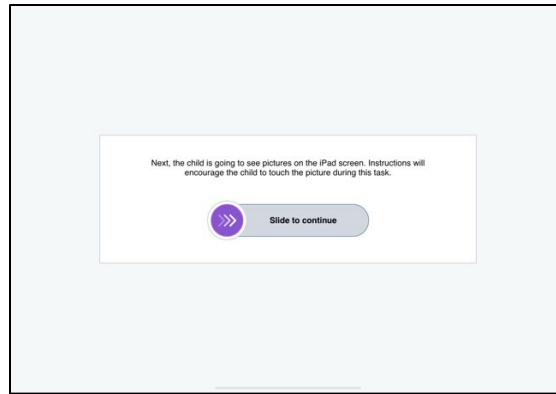 Next, the child is going to see pictures on the iPad screen. Instructions will
encourage the child to touch the picture during this task.
Slide to continue